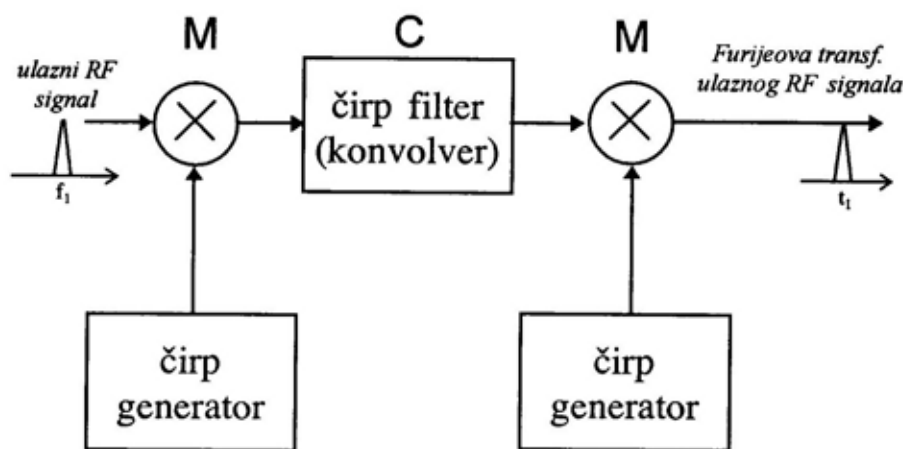 M
C
M
ulazni RF
signal
f₁
čirp filter
(konvolver)
Furijeova transf.
ulaznog RF signala
t₁
čirp
generator
čirp
generator